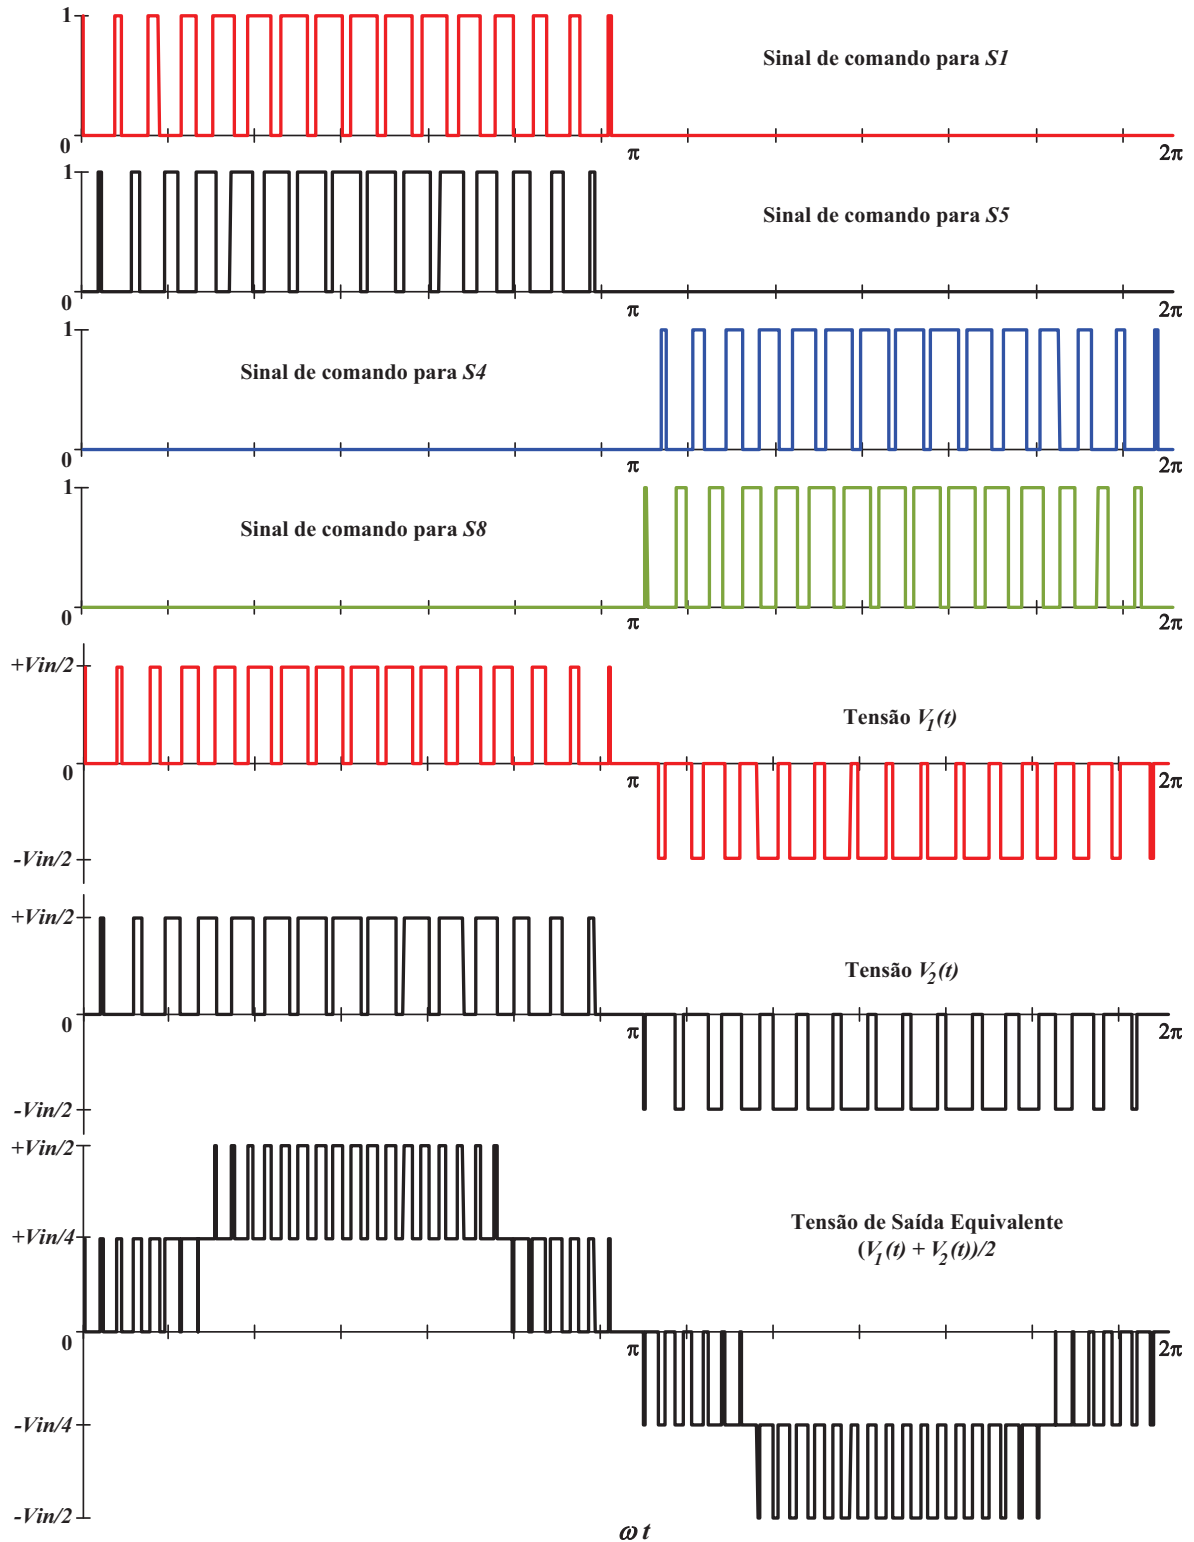 1
Sinal de comando para S1
0
π
2π
1
Sinal de comando para S5
0
π
2π
1
Sinal de comando para S4
0
π
2π
1
Sinal de comando para S8
0
π
2π
+Vin/2
Tensão V1(t)
0
π
2π
-Vin/2
+Vin/2
Tensão V2(t)
0
π
2π
-Vin/2
+Vin/2
+Vin/4
Tensão de Saída Equivalente
(V1(t) + V2(t))/2
0
π
2π
-Vin/4
-Vin/2
ω t